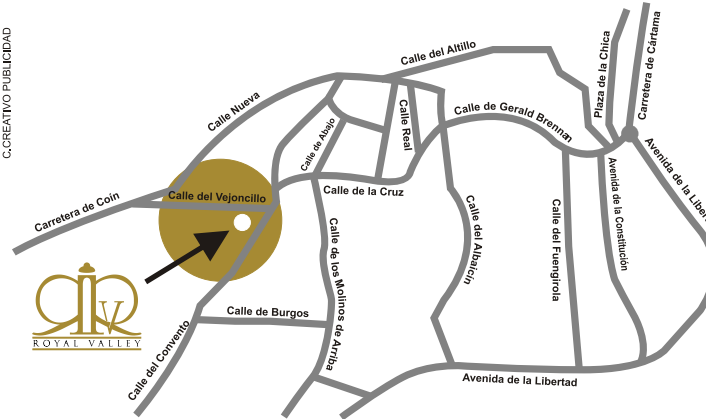 C.CREATIVO PUBLICIDAD
Calle del Altillo
Plaza de la Chica
Carretera de Cártama
Calle Nueva
Calle de Abajo
Calle Real
Calle de Gerald Brennan
Avenida de la Libert
Carretera de Coín
Calle del Vejoncillo
Calle de la Cruz
Calle de los Molinos de Arriba
Calle del Albaicín
Calle del Fuengirola
Avenida de la Constitución
RV
ROYAL VALLEY
Calle de Burgos
Calle del Convento
Avenida de la Libertad